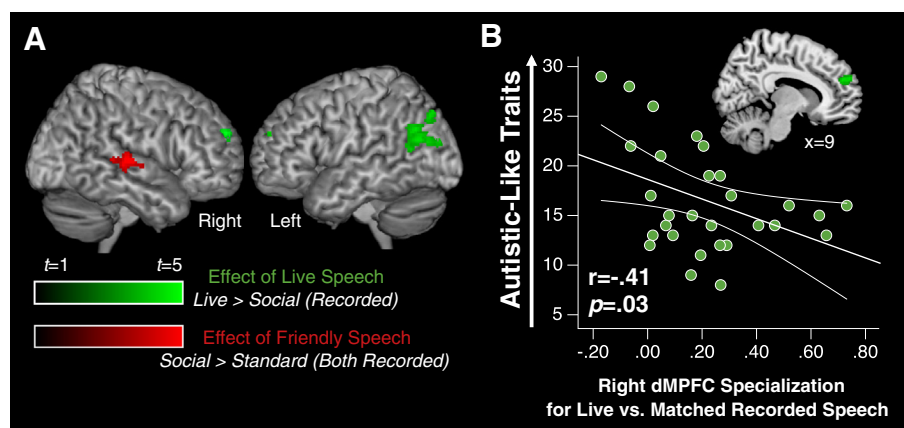 A
Right Left
t=1 t=5
Effect of Live Speech
Live > Social (Recorded)
Effect of Friendly Speech
Social > Standard (Both Recorded)
B
Autistic-Like Traits
30
25
20
15
10
5
x=9
r=-.41
p=.03
-.20 .00 .20 .40 .60 .80
Right dMPFC Specialization
for Live vs. Matched Recorded Speech